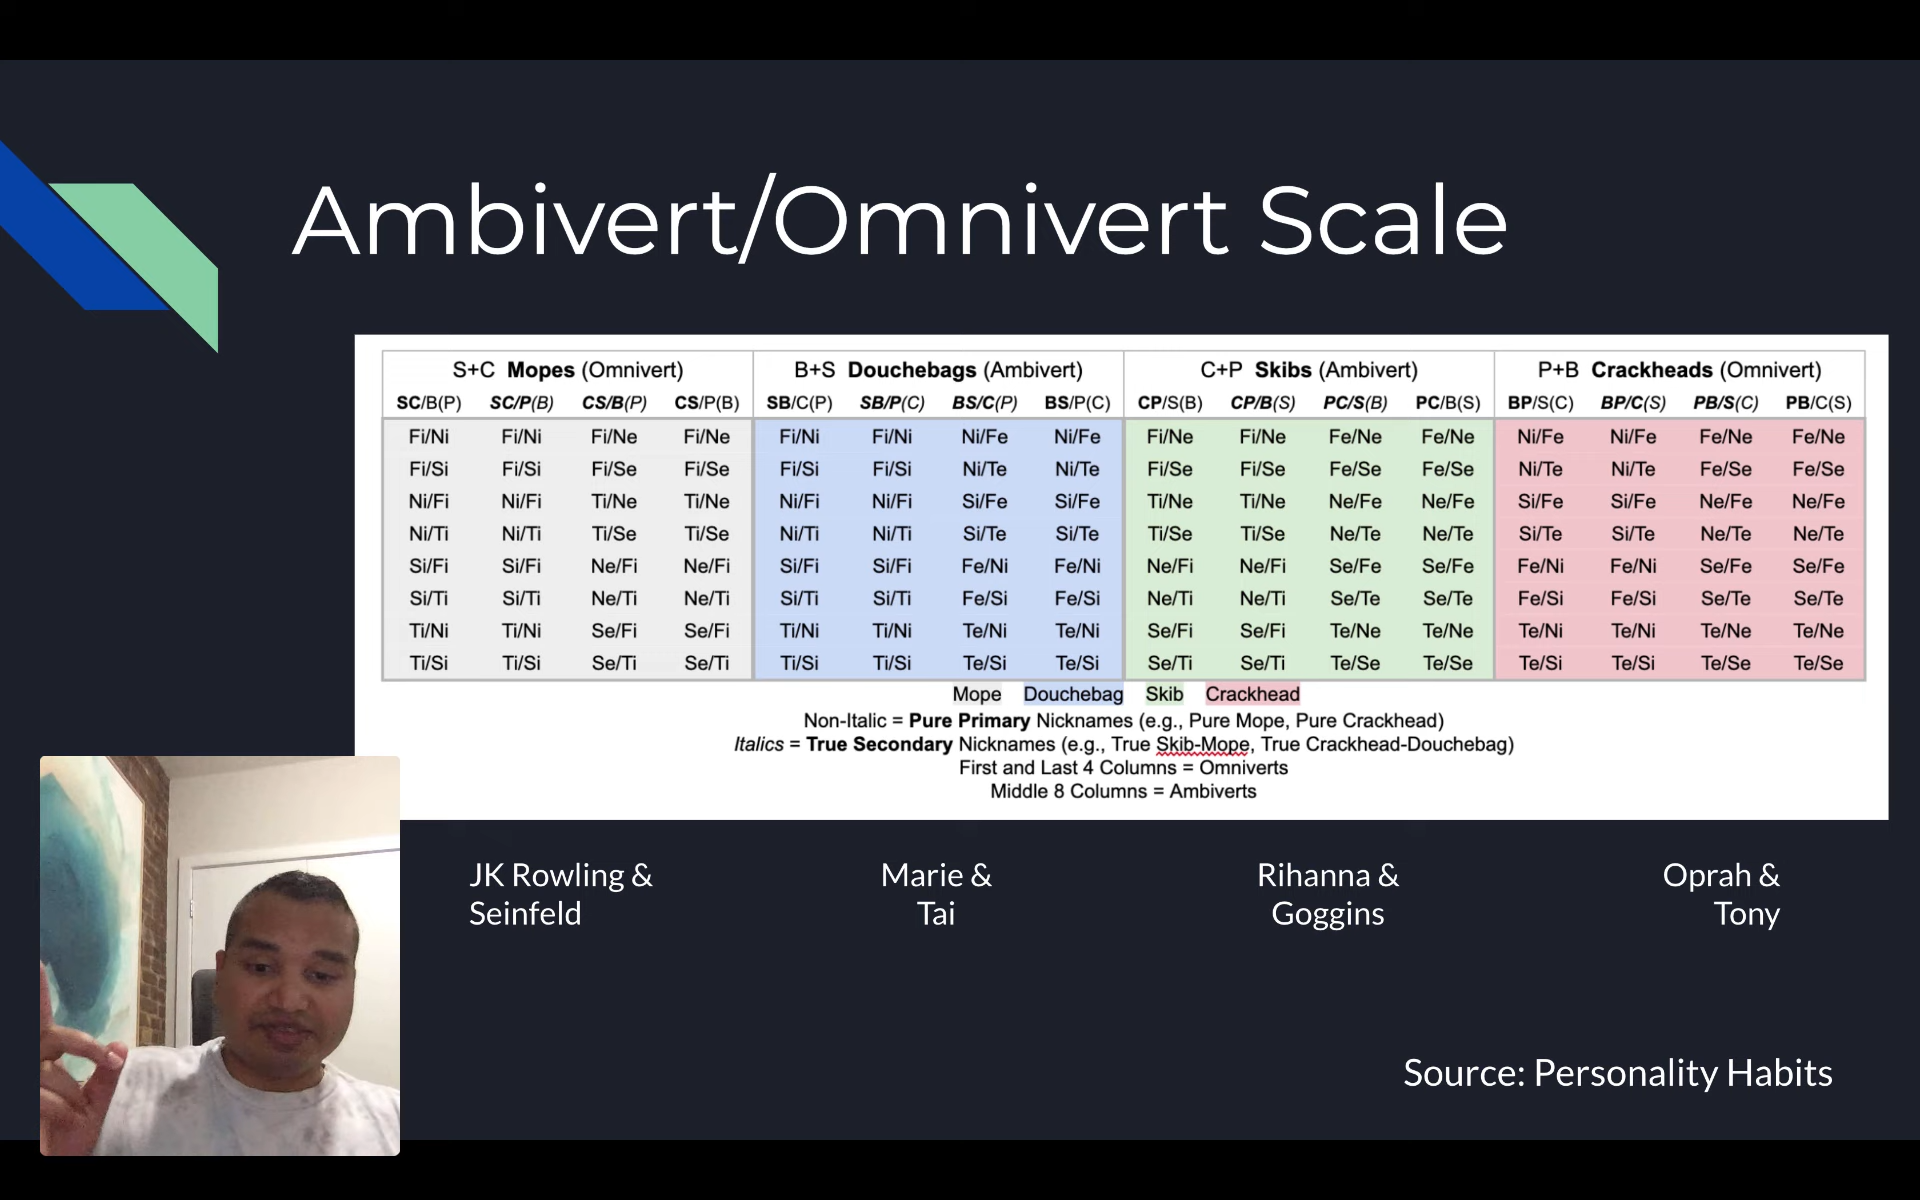 Ambivert/Omnivert Scale
S+C Mopes (Omnivert) B+S Douchebags (Ambivert) C+P Skibs (Ambivert) P+B Crackheads (Omnivert)
SC/B(P) SC/P(B) CS/B(P) CS/P(B) SB/C(P) SB/P(C) BS/C(P) BS/P(C) CP/S(B) CP/B(S) PC/S(B) PC/B(S) BP/S(C) BP/C(S) PB/S(C) PB/C(S)
Fi/Ni Fi/Ni Fi/Ne Fi/Ne Fi/Ni Fi/Ni Ni/Fe Ni/Fe Fi/Ne Fi/Ne Fe/Ne Fe/Ne Ni/Fe Ni/Fe Fe/Ne Fe/Ne
Fi/Si Fi/Si Fi/Se Fi/Se Fi/Si Fi/Si Ni/Te Ni/Te Fi/Se Fi/Se Fe/Se Fe/Se Ni/Te Ni/Te Fe/Se Fe/Se
Ni/Fi Ni/Fi Ti/Ne Ti/Ne Ni/Fi Ni/Fi Si/Fe Si/Fe Ti/Ne Ti/Ne Ne/Fe Ne/Fe Si/Fe Si/Fe Ne/Fe Ne/Fe
Ni/Ti Ni/Ti Ti/Se Ti/Se Ni/Ti Ni/Ti Si/Te Si/Te Ti/Se Ti/Se Ne/Te Ne/Te Si/Te Si/Te Ne/Te Ne/Te
Si/Fi Si/Fi Ne/Fi Ne/Fi Si/Fi Si/Fi Fe/Ni Fe/Ni Ne/Fi Ne/Fi Se/Fe Se/Fe Fe/Ni Fe/Ni Se/Fe Se/Fe
Si/Ti Si/Ti Ne/Ti Ne/Ti Si/Ti Si/Ti Fe/Si Fe/Si Ne/Ti Ne/Ti Se/Te Se/Te Fe/Si Fe/Si Se/Te Se/Te
Ti/Ni Ti/Ni Se/Fi Se/Fi Ti/Ni Ti/Ni Te/Ni Te/Ni Se/Fi Se/Fi Te/Ne Te/Ne Te/Ni Te/Ni Te/Ne Te/Ne
Ti/Si Ti/Si Se/Ti Se/Ti Ti/Si Ti/Si Te/Si Te/Si Se/Ti Se/Ti Te/Se Te/Se Te/Si Te/Si Te/Se Te/Se
Mope Douchebag Skib Crackhead
Non-Italic = Pure Primary Nicknames (e.g., Pure Mope, Pure Crackhead)
Italics = True Secondary Nicknames (e.g., True Skib-Mope, True Crackhead-Douchebag)
First and Last 4 Columns = Omniverts
Middle 8 Columns = Ambiverts
JK Rowling &
Seinfeld
Marie &
Tai
Rihanna &
Goggins
Oprah &
Tony
Source: Personality Habits